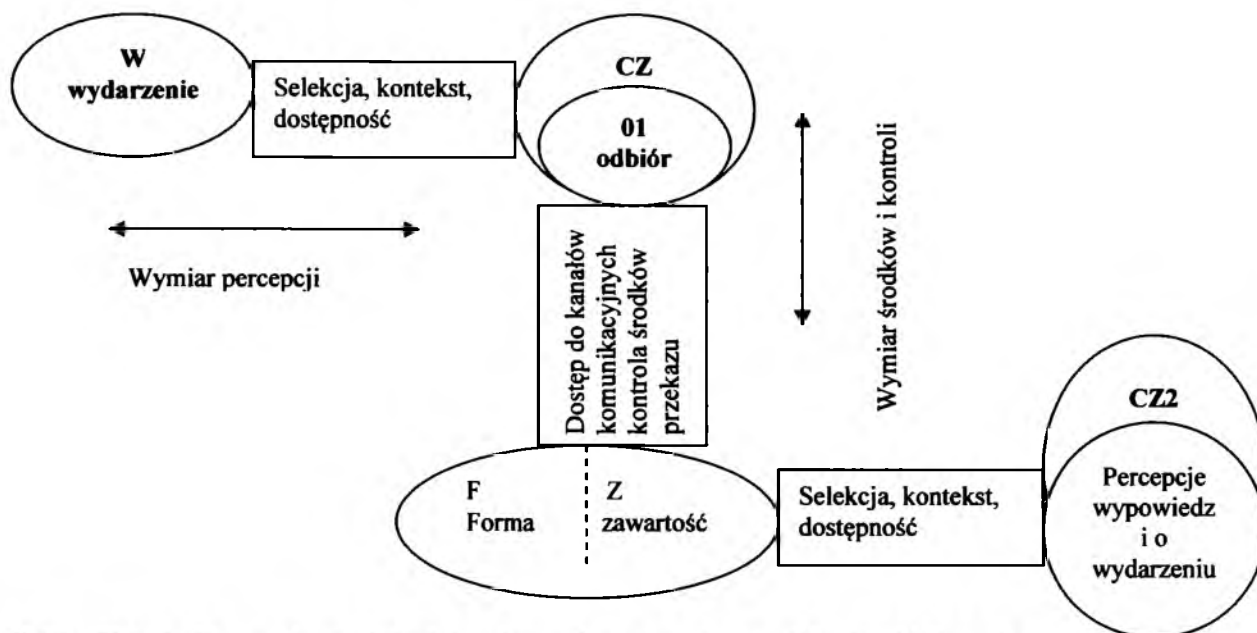 W
wydarzenie
Selekcja, kontekst,
dostępność
CZ
01
odbiór
Wymiar percepcji
Dostęp do kanałów
komunikacyjnych
kontrola środków
przekazu
Wymiar środków i kontroli
F
Forma
Z
zawartość
Selekcja, kontekst,
dostępność
CZ2
Percepcje
wypowiedz
i o
wydarzeniu